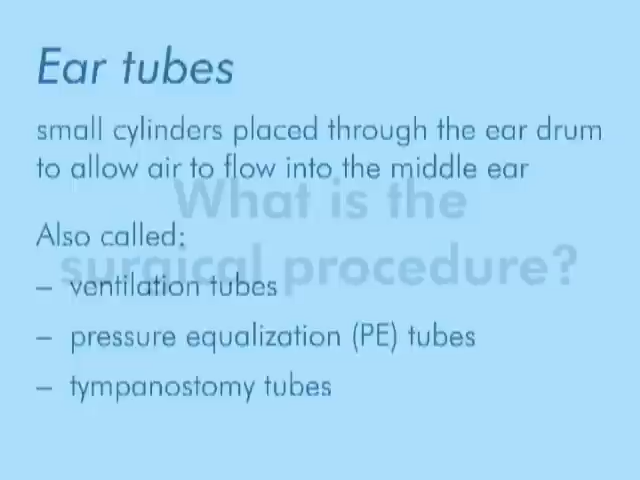 Ear tubes
small cylinders placed through the ear drum
to allow air to flow into the middle ear
What is the
Also called:
surgical procedure?
– ventilation tubes
– pressure equalization (PE) tubes
– tympanostomy tubes